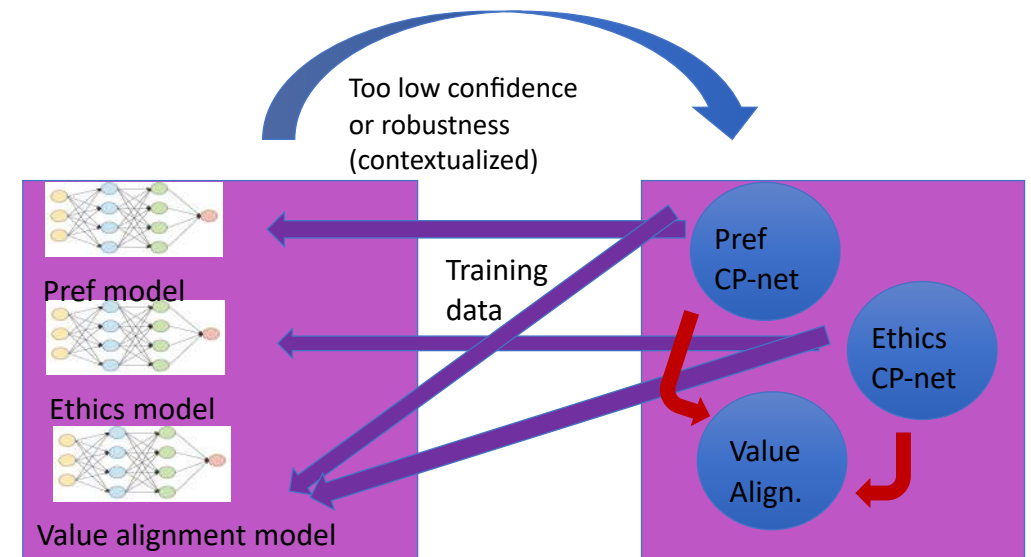 Too low confidence
or robustness
(contextualized)
Pref model
Training
data
Ethics model
Value alignment model
Pref
CP-net
Ethics
CP-net
Value
Align.